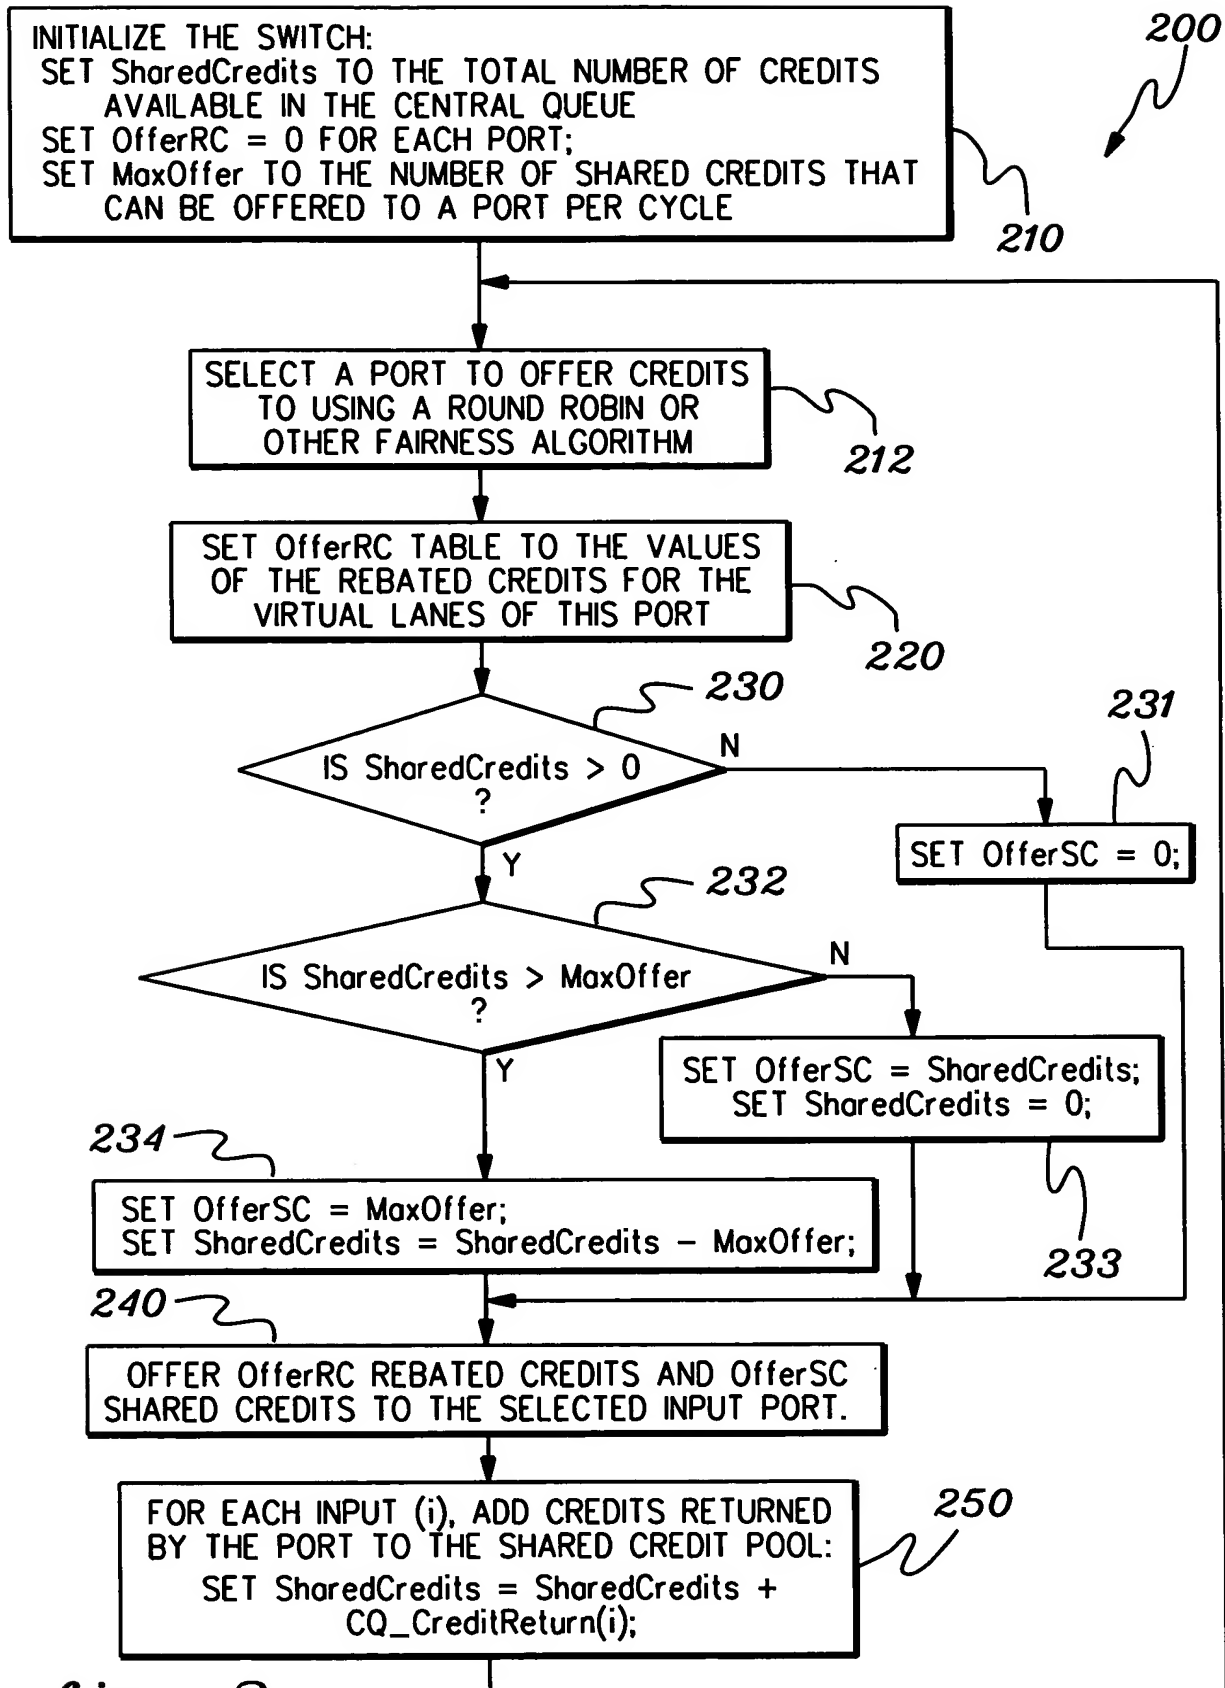 INITIALIZE THE SWITCH:
SET SharedCredits TO THE TOTAL NUMBER OF CREDITS
AVAILABLE IN THE CENTRAL QUEUE
SET OfferRC = 0 FOR EACH PORT;
SET MaxOffer TO THE NUMBER OF SHARED CREDITS THAT
CAN BE OFFERED TO A PORT PER CYCLE
200
210
SELECT A PORT TO OFFER CREDITS
TO USING A ROUND ROBIN OR
OTHER FAIRNESS ALGORITHM
212
SET OfferRC TABLE TO THE VALUES
OF THE REBATED CREDITS FOR THE
VIRTUAL LANES OF THIS PORT
220
230
IS SharedCredits > 0
?
N
Y
231
SET OfferSC = 0;
232
IS SharedCredits > MaxOffer
?
N
Y
SET OfferSC = SharedCredits;
SET SharedCredits = 0;
233
234
SET OfferSC = MaxOffer;
SET SharedCredits = SharedCredits – MaxOffer;
240
OFFER OfferRC REBATED CREDITS AND OfferSC
SHARED CREDITS TO THE SELECTED INPUT PORT.
FOR EACH INPUT (i), ADD CREDITS RETURNED
BY THE PORT TO THE SHARED CREDIT POOL:
SET SharedCredits = SharedCredits +
CQ_CreditReturn(i);
250